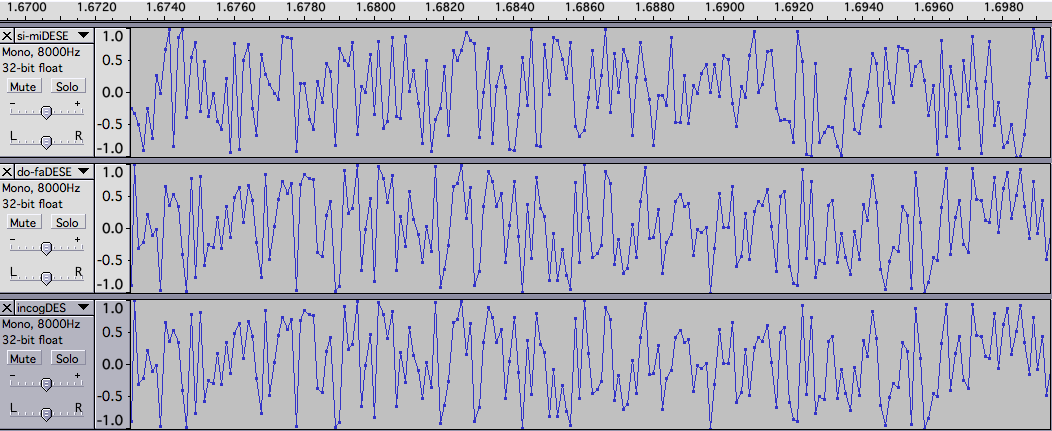 1.6700 1.6720 1.6740 1.6760 1.6780 1.6800 1.6820 1.6840 1.6860 1.6880 1.6900 1.6920 1.6940 1.6960 1.6980
si-miDESE
Mono, 8000Hz
32-bit float
Mute Solo
- +
L R
1.0
0.5
0.0
-0.5
-1.0
do-faDESE
Mono, 8000Hz
32-bit float
Mute Solo
- +
L R
1.0
0.5
0.0
-0.5
-1.0
incogDES
Mono, 8000Hz
32-bit float
Mute Solo
- +
L R
1.0
0.5
0.0
-0.5
-1.0